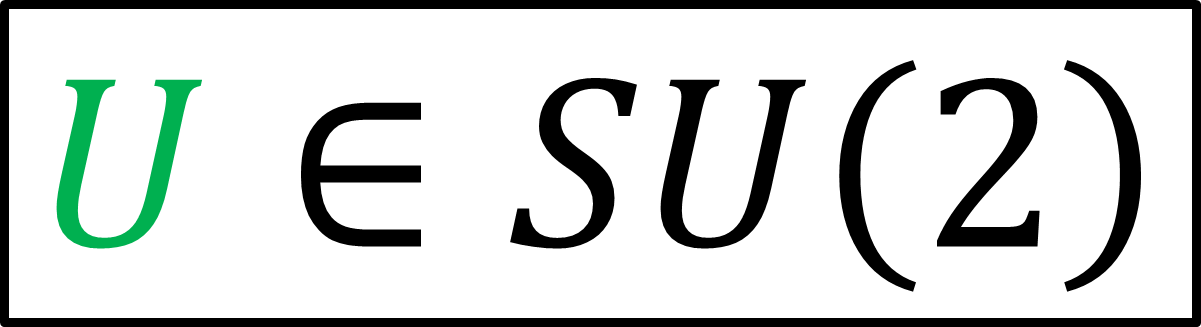 U ∈ SU(2)